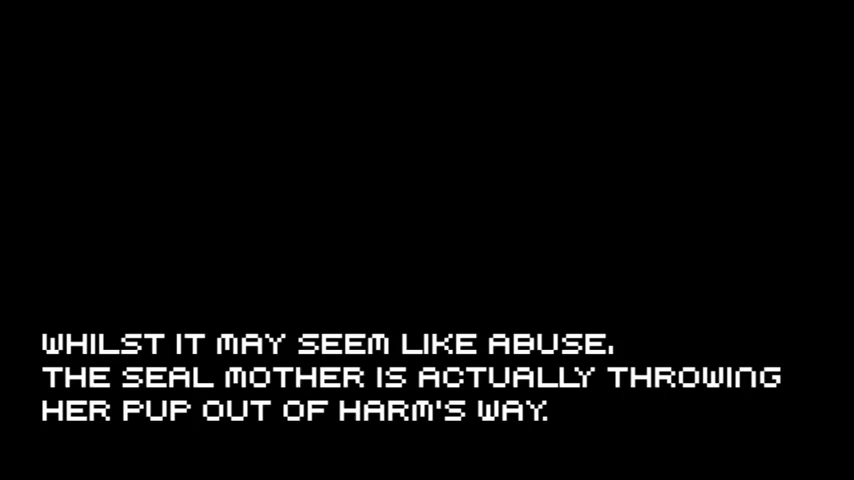 WHILST IT MAY SEEM LIKE ABUSE,
THE SEAL MOTHER IS ACTUALLY THROWING
HER PUP OUT OF HARM'S WAY.